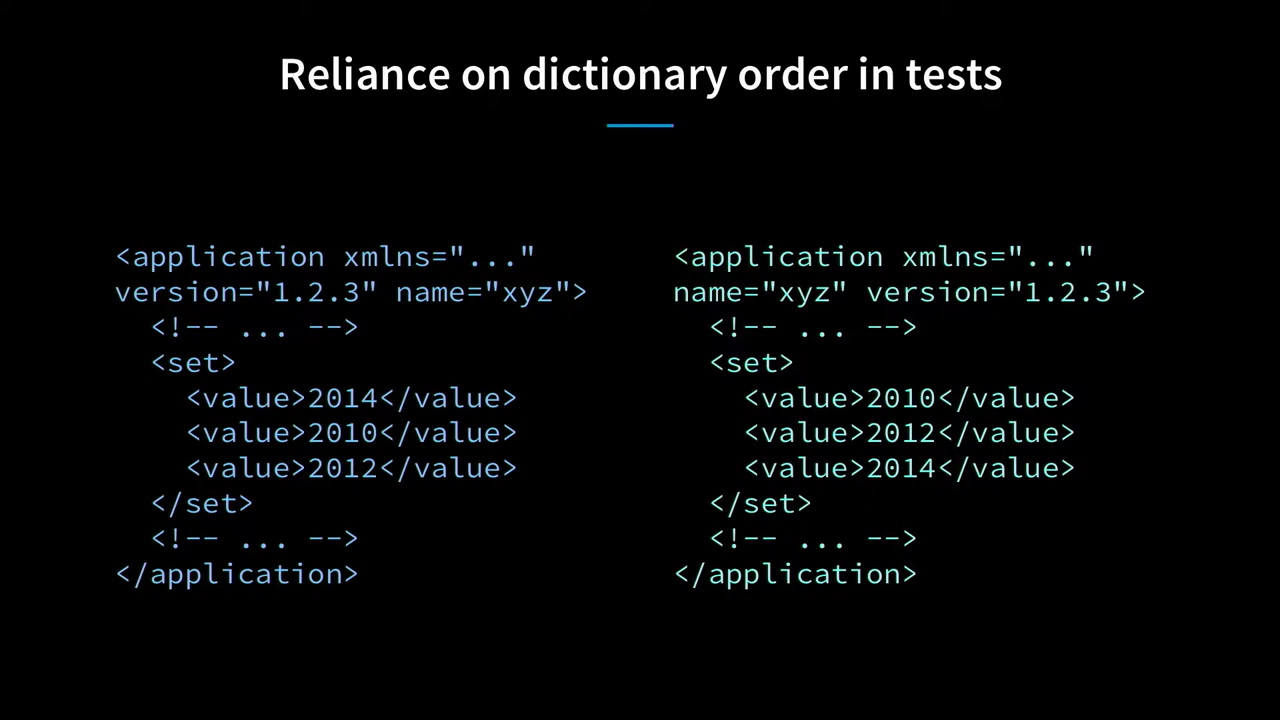 Reliance on dictionary order in tests
<application xmlns="..."
version="1.2.3" name="xyz">
<!-- ... -->
<set>
<value>2014</value>
<value>2010</value>
<value>2012</value>
</set>
<!-- ... -->
</application>
<application xmlns="..."
name="xyz" version="1.2.3">
<!-- ... -->
<set>
<value>2010</value>
<value>2012</value>
<value>2014</value>
</set>
<!-- ... -->
</application>